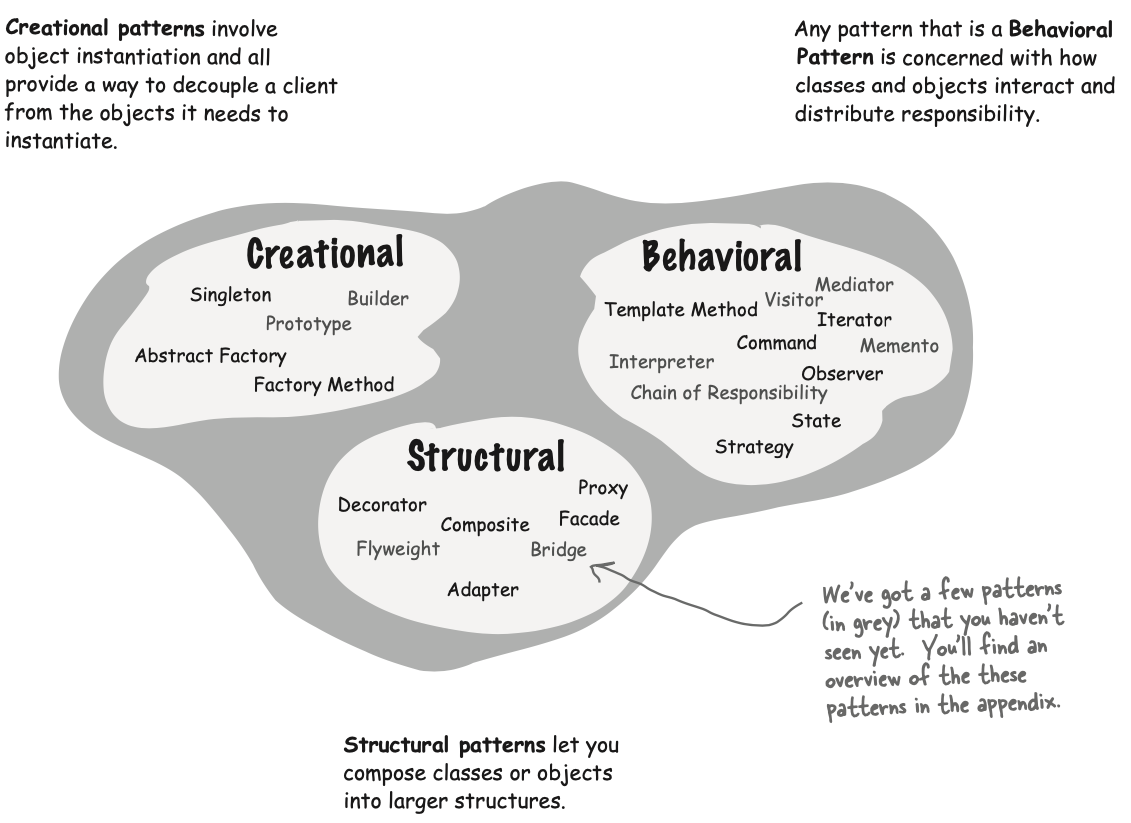 Creational patterns involve
object instantiation and all
provide a way to decouple a client
from the objects it needs to
instantiate.
Any pattern that is a Behavioral
Pattern is concerned with how
classes and objects interact and
distribute responsibility.
Creational
Singleton
Builder
Prototype
Abstract Factory
Factory Method
Behavioral
Mediator
Visitor
Template Method
Iterator
Command
Memento
Interpreter
Observer
Chain of Responsibility
State
Strategy
Structural
Proxy
Decorator
Facade
Composite
Flyweight
Bridge
Adapter
We've got a few patterns
(in grey) that you haven't
seen yet. You'll find an
overview of the these
patterns in the appendix.
Structural patterns let you
compose classes or objects
into larger structures.